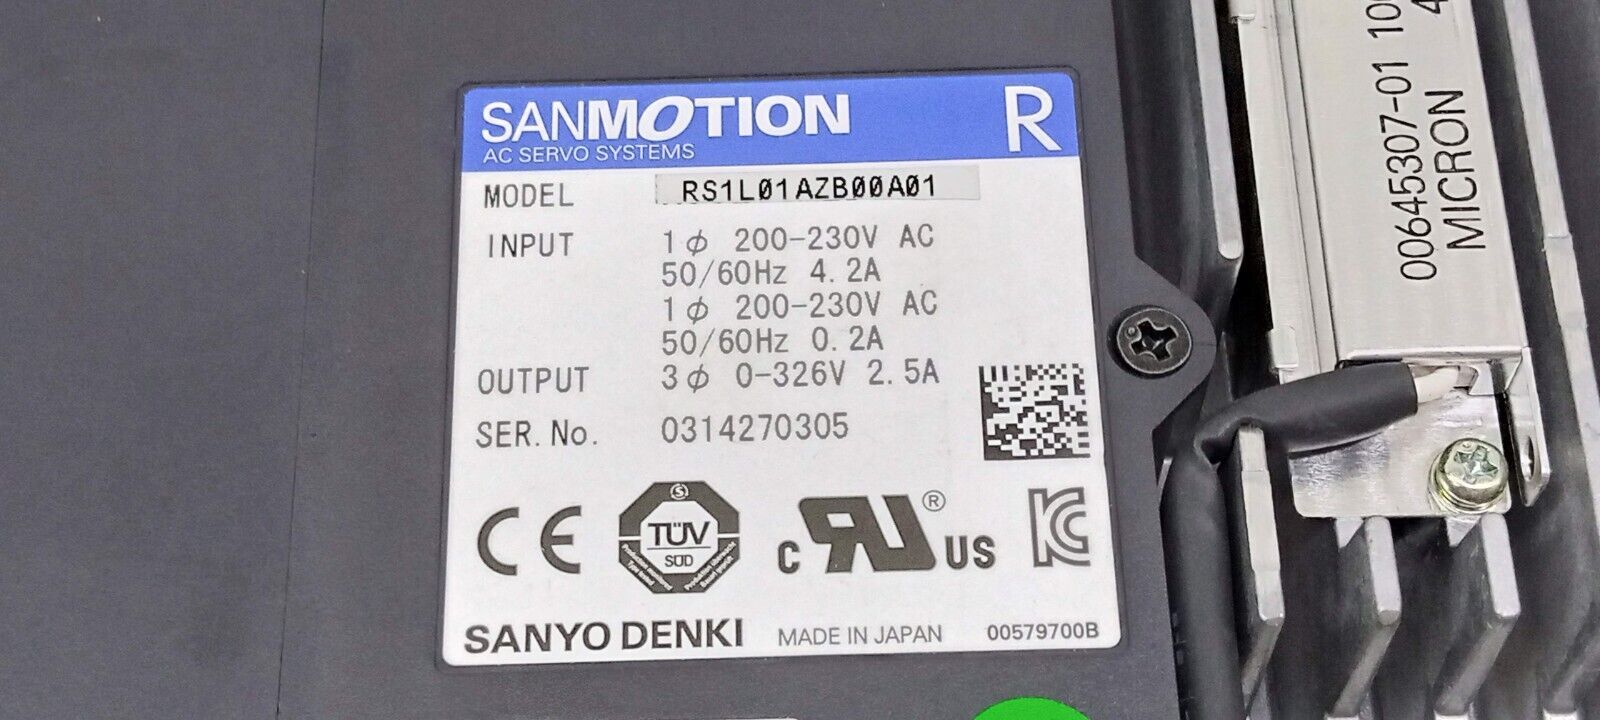 SANMOTION R
AC SERVO SYSTEMS
MODEL RS1L01AZB00A01
INPUT 1ϕ 200-230V AC
50/60Hz 4.2A
1ϕ 200-230V AC
50/60Hz 0.2A
OUTPUT 3ϕ 0-326V 2.5A
SER. No. 0314270305
CE
TÜV
SÜD
c RU ® US
KC
SANYO DENKI MADE IN JAPAN 00579700B
00645307-01
MICRON